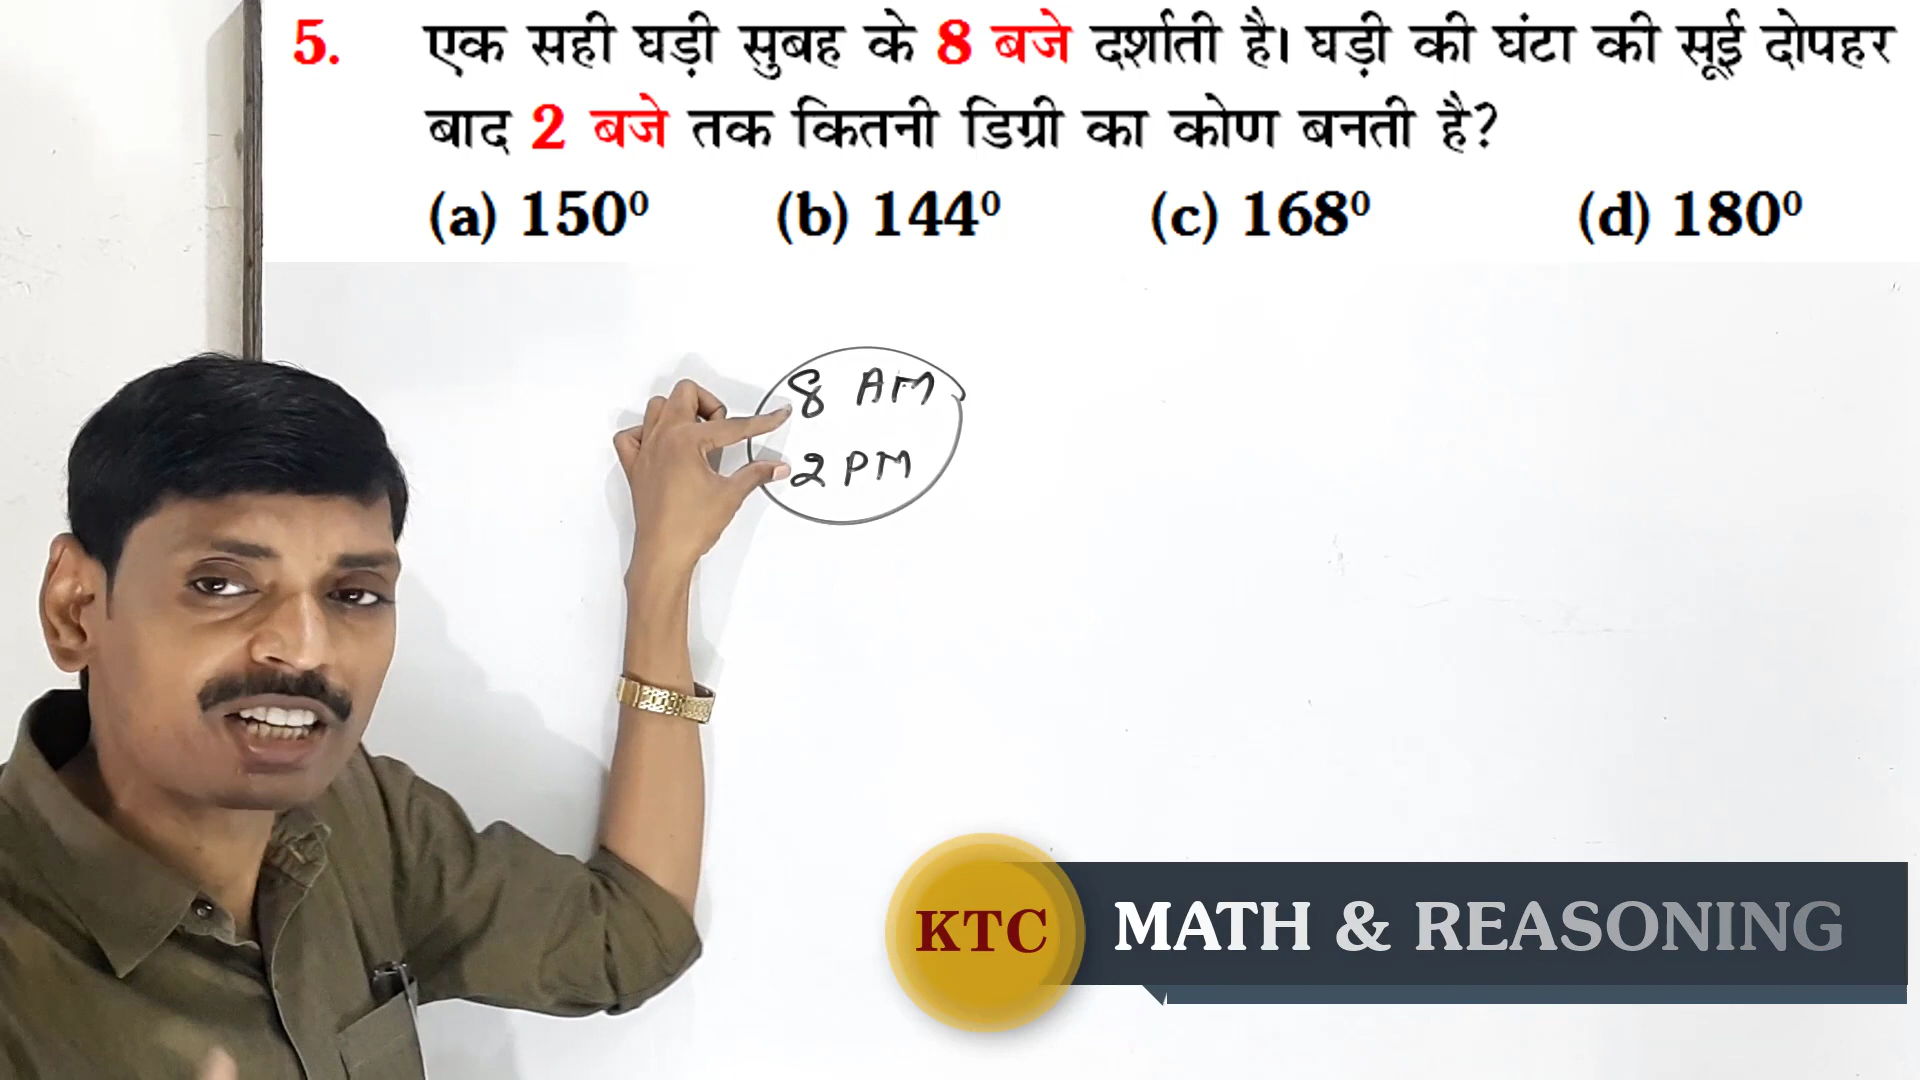 5. एक सही घड़ी सुबह के 8 बजे दर्शाती है। घड़ी की घंटा की सूई दोपहर
बाद 2 बजे तक कितनी डिग्री का कोण बनती है?
(a) 150⁰ (b) 144⁰ (c) 168⁰ (d) 180⁰
8 AM
2 PM
KTC MATH & REASONING